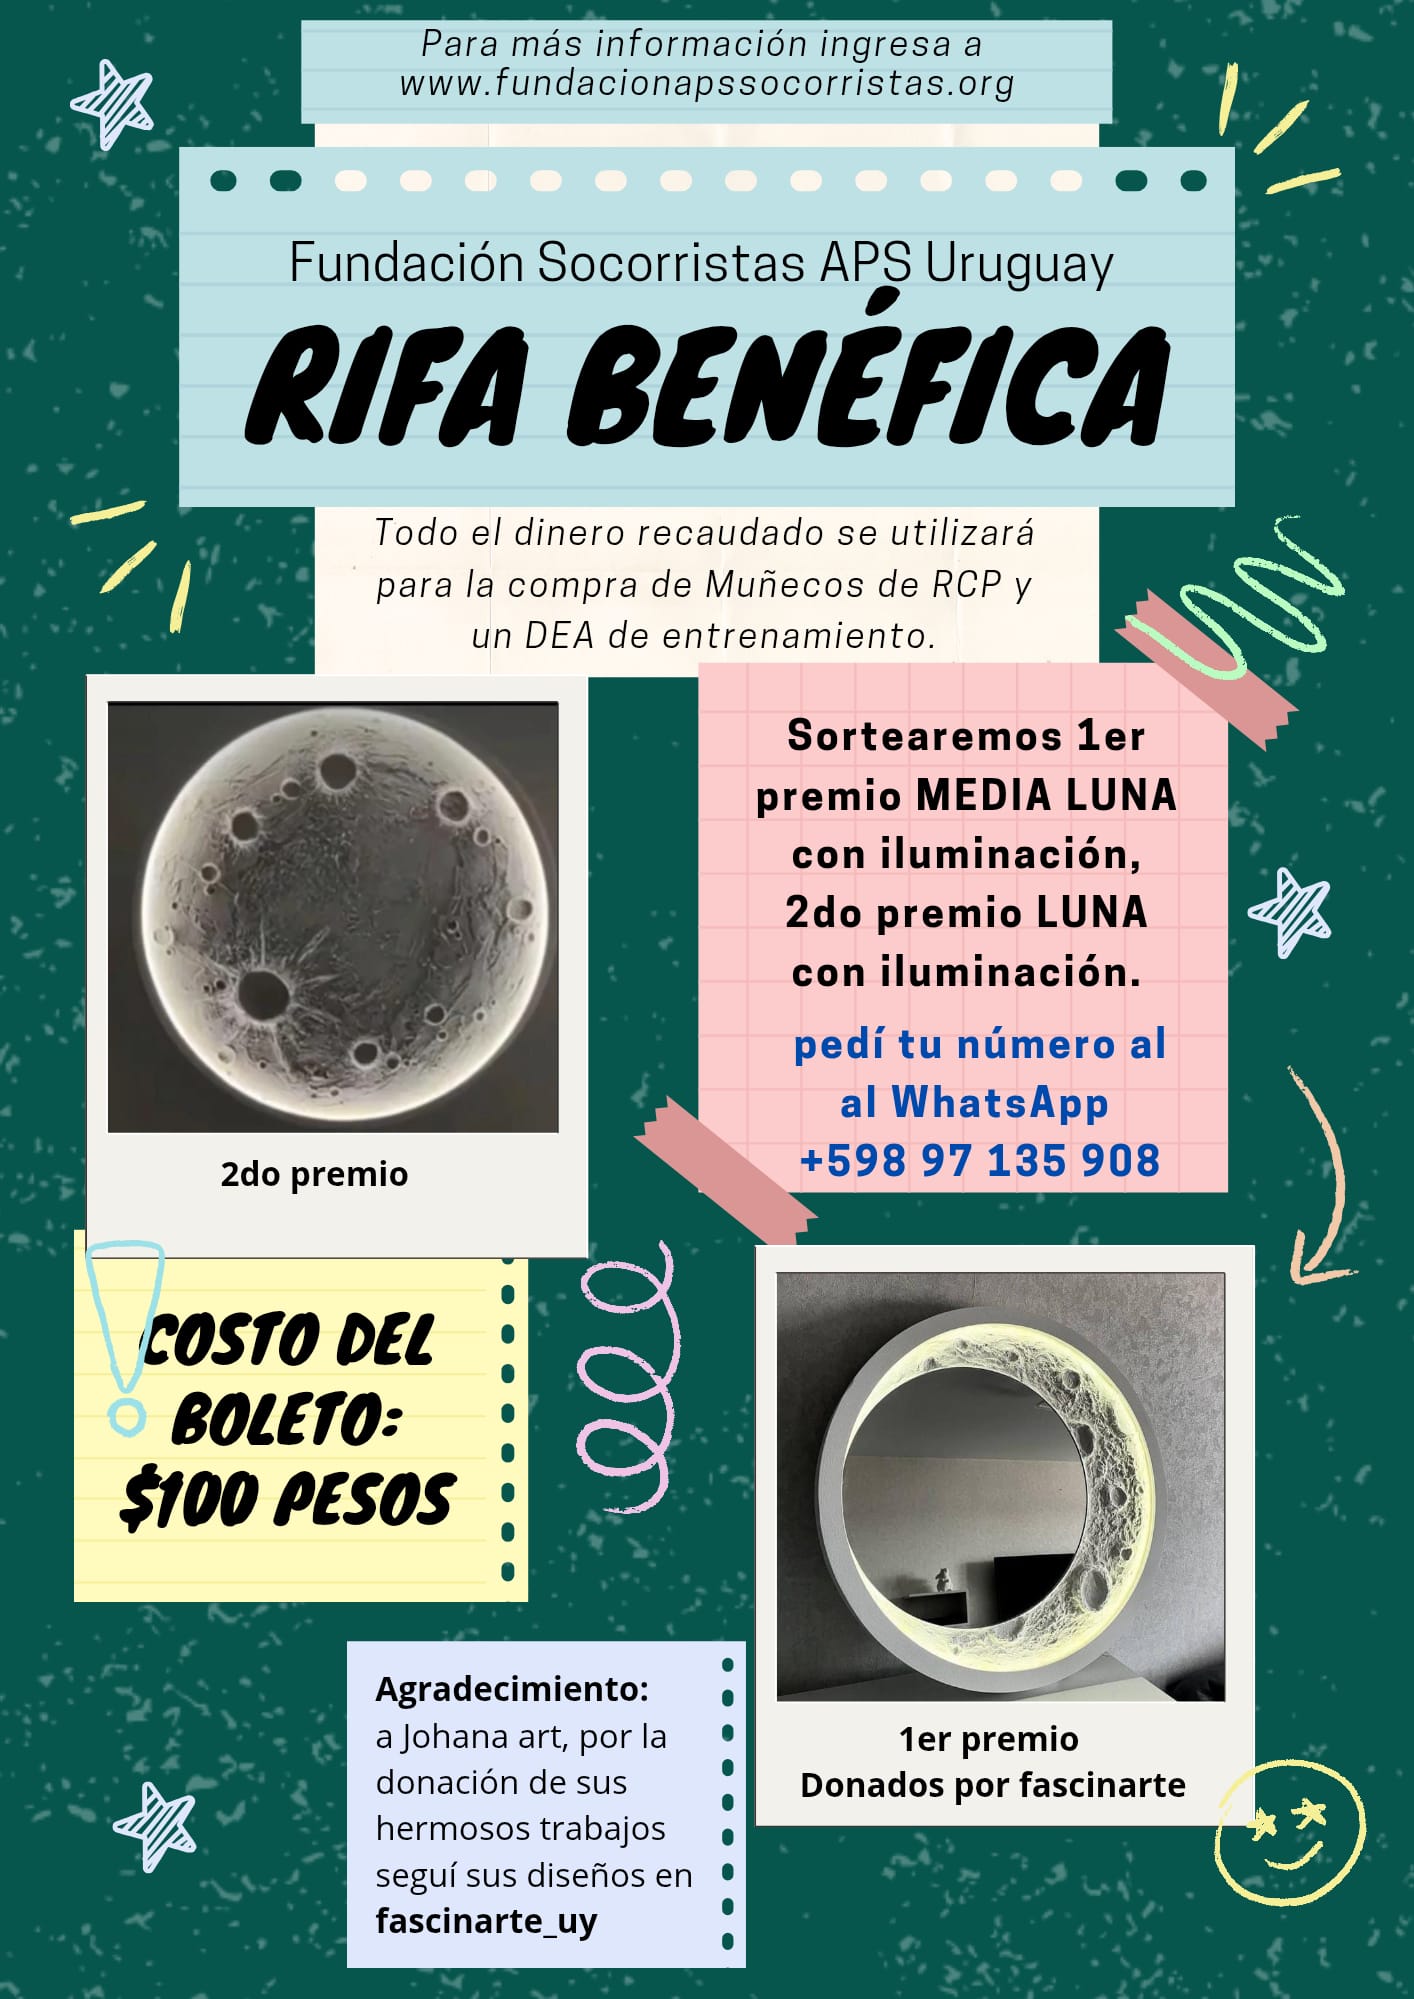 Para más información ingresa a
www.fundacionapssocorristas.org
Fundación Socorristas APS Uruguay
RIFA BENÉFICA
Todo el dinero recaudado se utilizará
para la compra de Muñecos de RCP y
un DEA de entrenamiento.
Sortearemos 1er
premio MEDIA LUNA
con iluminación,
2do premio LUNA
con iluminación.
pedí tu número al
al WhatsApp
+598 97 135 908
2do premio
COSTO DEL
BOLETO:
$100 PESOS
1er premio
Donados por fascinarte
Agradecimiento:
a Johana art, por la
donación de sus
hermosos trabajos
seguí sus diseños en
fascinarte_uy